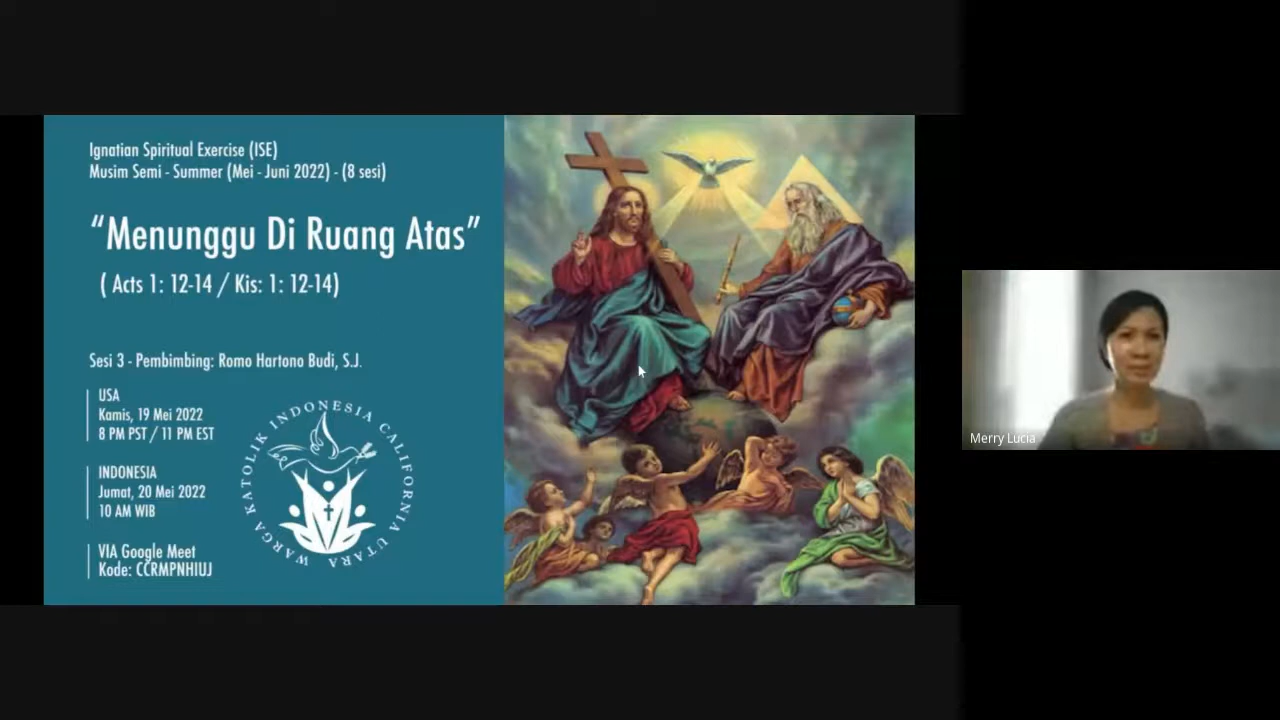 Ignatian Spiritual Exercise (ISE)
Musim Semi - Summer (Mei - Juni 2022) - (8 sesi)
“Menunggu Di Ruang Atas”
( Acts 1: 12-14 / Kis: 1: 12-14)
Sesi 3 - Pembimbing: Romo Hartono Budi, S.J.
USA
Kamis, 19 Mei 2022
8 PM PST / 11 PM EST
INDONESIA
Jumat, 20 Mei 2022
10 AM WIB
VIA Google Meet
Kode: CCRMPNHIUJ
WARGA KATOLIK INDONESIA CALIFORNIA UTARA
Merry Lucia